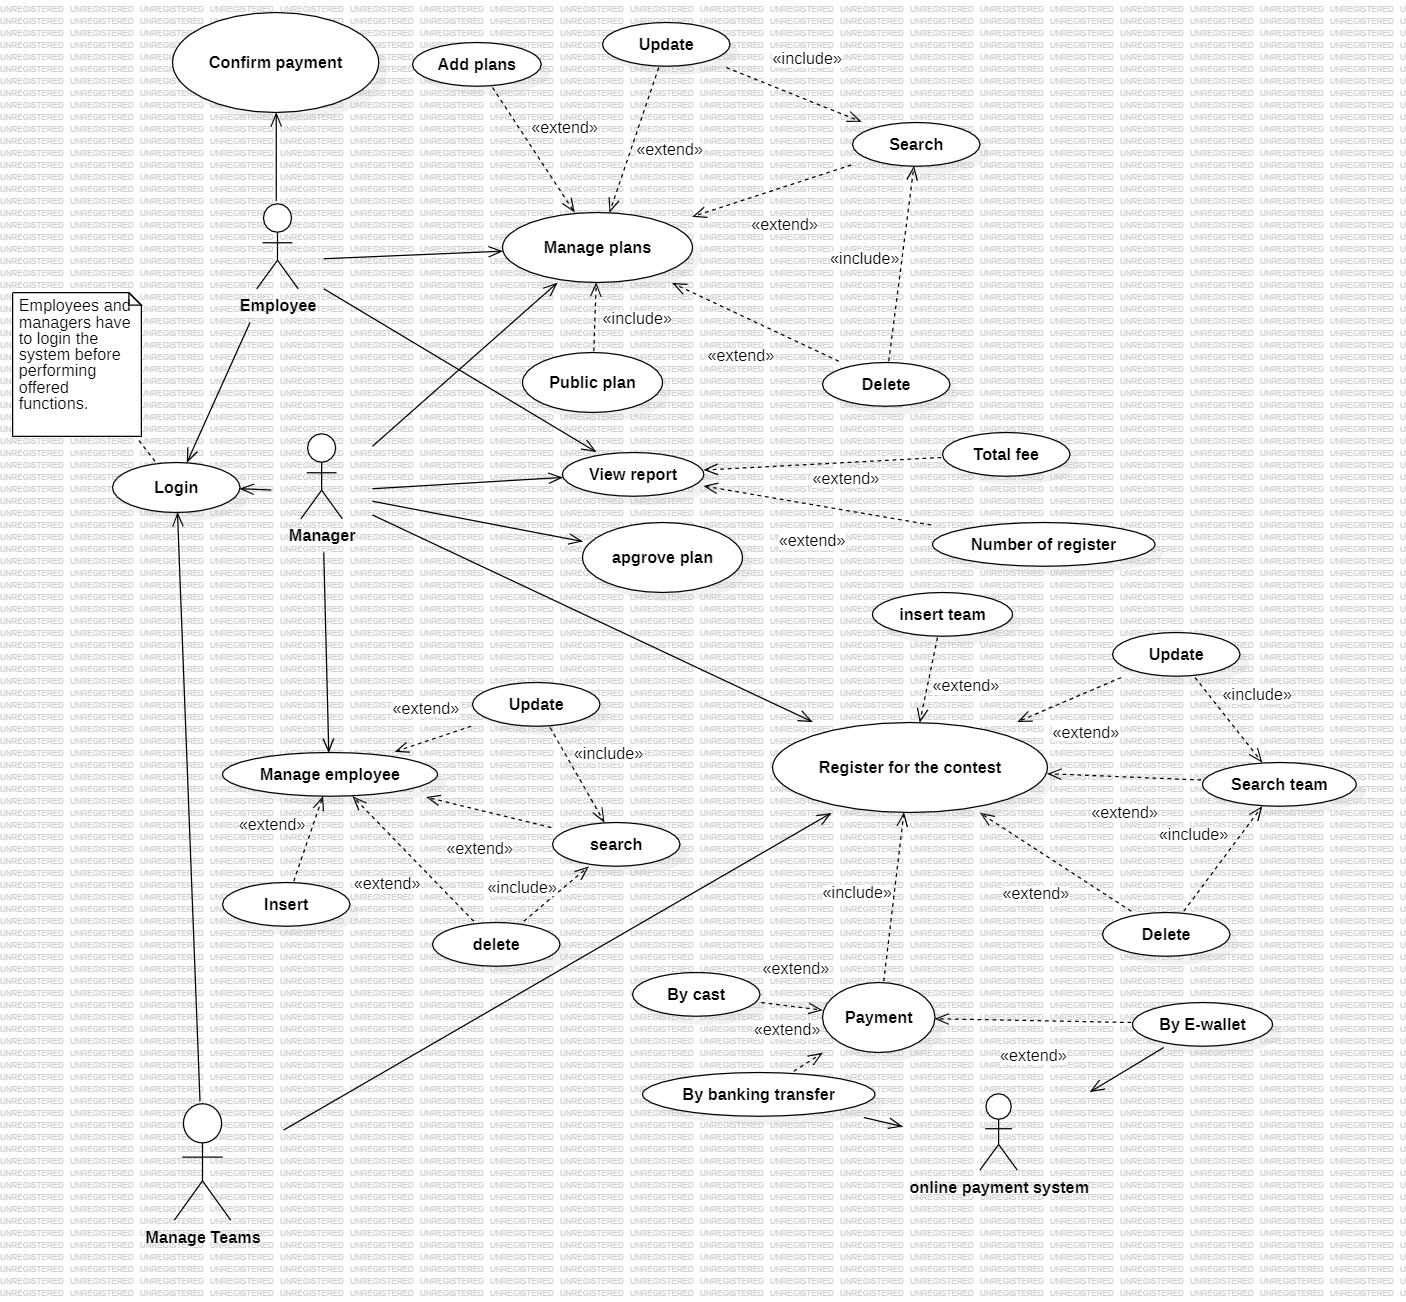 Confirm payment
Add plans
Update
«include»
«extend»
«extend»
Search
«extend»
Manage plans
«include»
Employee
Employees and
managers have
to login the
system before
performing
offered
functions.
«include»
«extend»
Public plan
Delete
Login
Manager
View report
Total fee
«extend»
Number of register
«extend»
apgrove plan
insert team
Update
«extend»
«include»
«extend»
Update
«extend»
«include»
Manage employee
Register for the contest
Search team
«extend»
«include»
«extend»
search
«extend»
«extend»
«include»
Insert
delete
«include»
«extend»
Delete
«extend»
By cast
Payment
«extend»
By E-wallet
«extend»
By banking transfer
online payment system
Manage Teams
UNREGISTERED